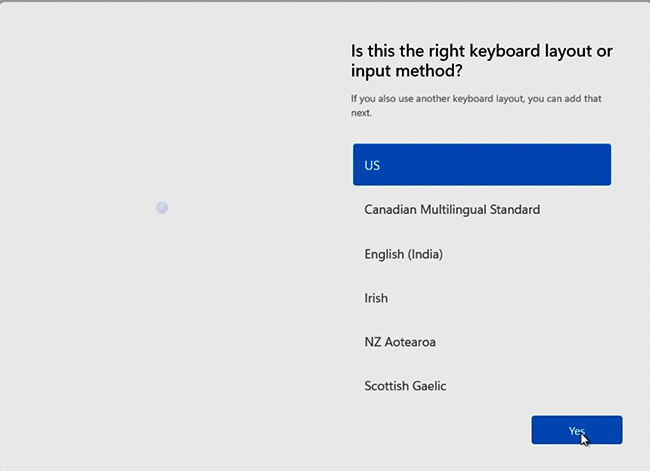 Is this the right keyboard layout or
input method?
If you also use another keyboard layout, you can add that
next.
US
Canadian Multilingual Standard
English (India)
Irish
NZ Aotearoa
Scottish Gaelic
Yes